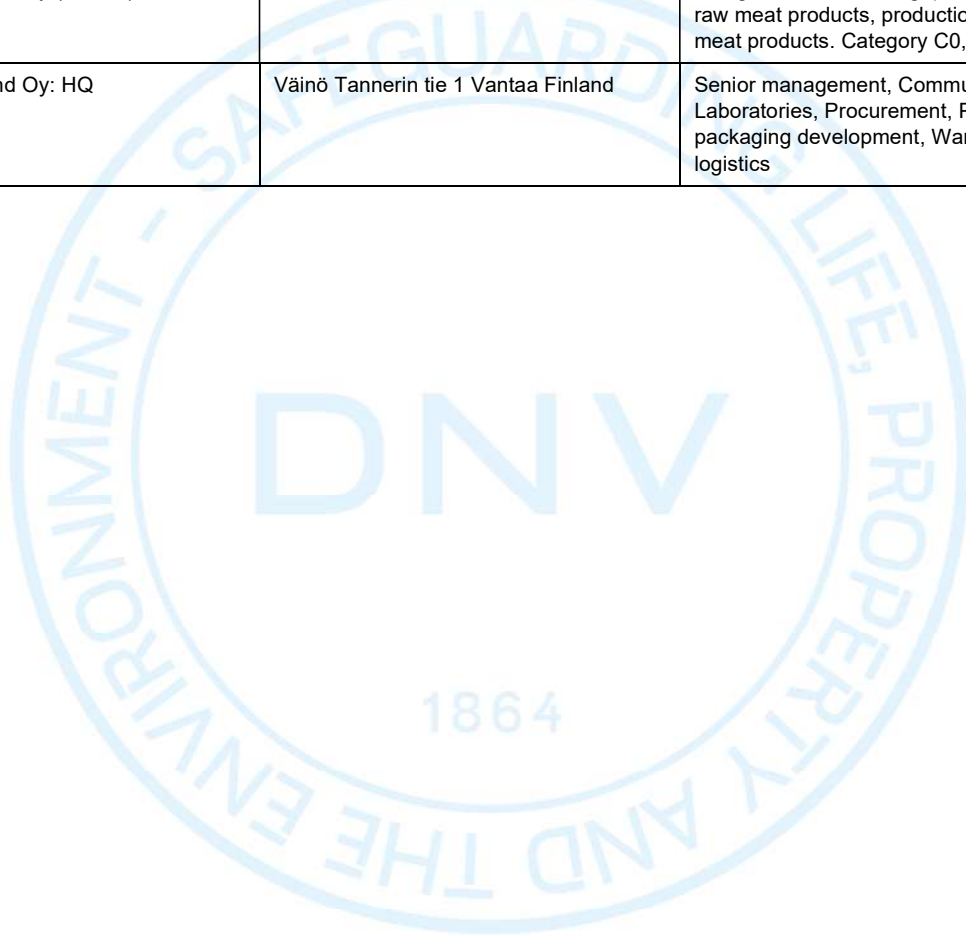 raw meat products, productio
meat products. Category C0,
nd Oy: HQ
Väinö Tannerin tie 1 Vantaa Finland
Senior management, Commu
Laboratories, Procurement, P
packaging development, War
logistics
SAFEGUARDING LIFE, PROPERTY AND THE ENVIRONMENT -
DNV
1864